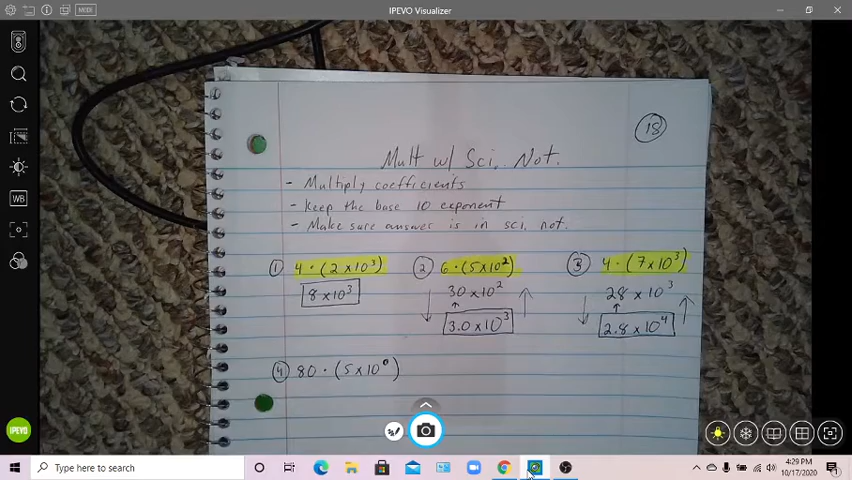 IPEVO Visualizer
MODE
WB
18
Mult w/ Sci. Not.
- Multiply coefficients
- Keep the base 10 exponent
- Make sure answer is in sci. not.
① 4 · (2 x 10³)
8 x 10³
② 6 · (5 x 10²)
30 x 10²
3.0 x 10³
③ 4 · (7 x 10³)
28 x 10³
2.8 x 10⁴
④ 80 · (5 x 10⁰)
IPEVO
Type here to search
4:29 PM
10/17/2020